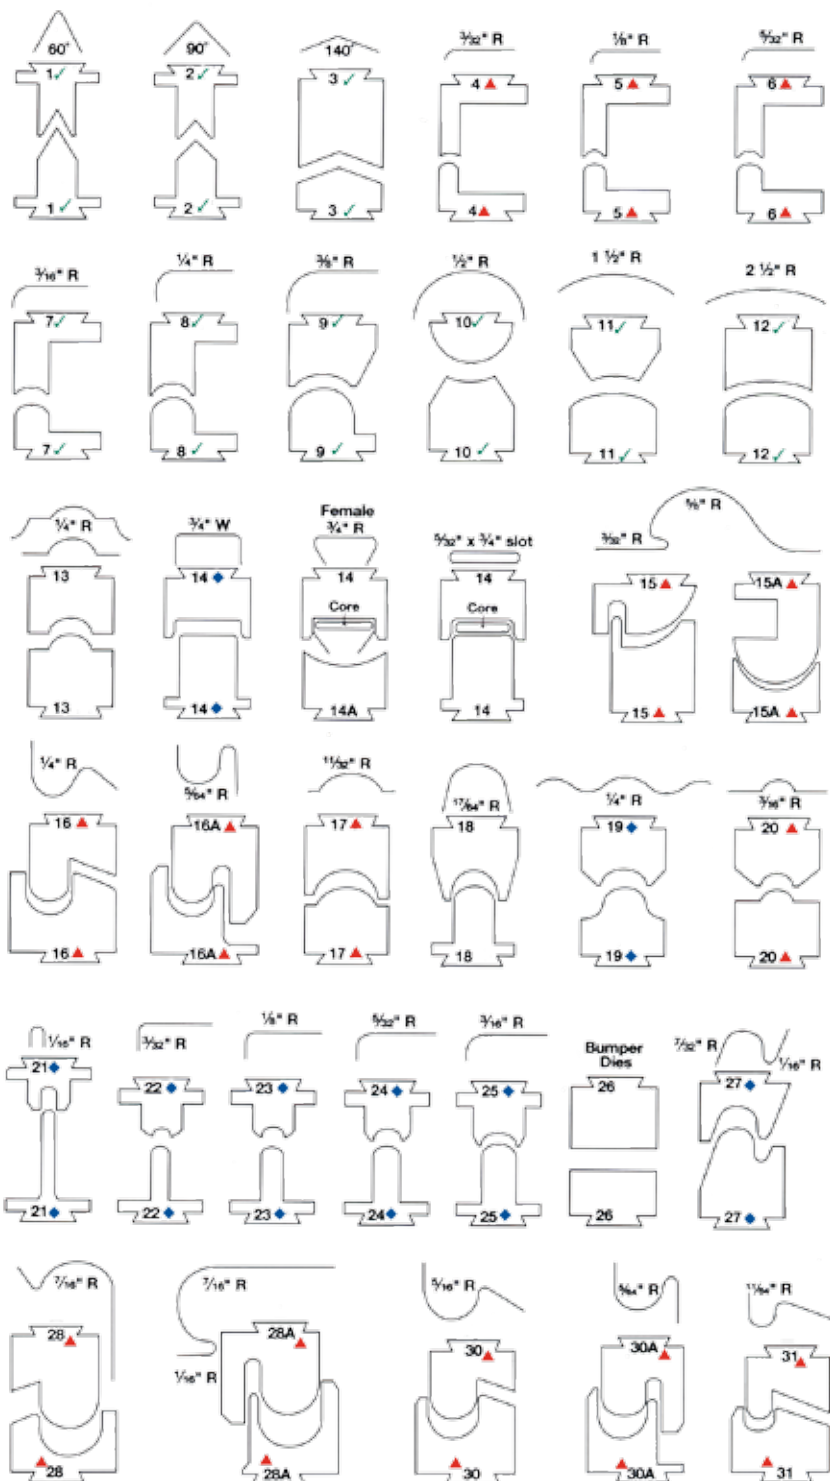 60° 90° 140° 3/32" R 1/8" R 5/32" R
1 ✓ 2 ✓ 3 ✓ 4 ▲ 5 ▲ 6 ▲
1 ✓ 2 ✓ 3 ✓ 4 ▲ 5 ▲ 6 ▲
3/16" R 1/4" R 3/8" R 1/2" R 1 1/2" R 2 1/2" R
7 ✓ 8 ✓ 9 ✓ 10 ✓ 11 ✓ 12 ✓
7 ✓ 8 ✓ 9 ✓ 10 ✓ 11 ✓ 12 ✓
1/4" R 3/4" W Female
3/4" R 5/32" x 3/4" slot 3/32" R 5/8" R
13 14 ◆ 14 14 15 ▲ 15A ▲
Core Core
13 14 ◆ 14A 14 15 ▲ 15A ▲
1/4" R 5/64" R 11/32" R 17/64" R 1/4" R 3/16" R
16 ▲ 16A ▲ 17 ▲ 18 19 ◆ 20 ▲
16 ▲ 16A ▲ 17 ▲ 18 19 ◆ 20 ▲
1/16" R 3/32" R 1/8" R 5/32" R 3/16" R Bumper
Dies 7/32" R 1/16" R
21 ◆ 22 ◆ 23 ◆ 24 ◆ 25 ◆ 26 27 ◆
21 ◆ 22 ◆ 23 ◆ 24 ◆ 25 ◆ 26 27 ◆
7/16" R 7/16" R 5/16" R 5/64" R 11/64" R
28 ▲ 28A ▲ 30 ▲ 30A ▲ 31 ▲
1/16" R
28 ▲ 28A ▲ 30 ▲ 30A ▲ 31 ▲